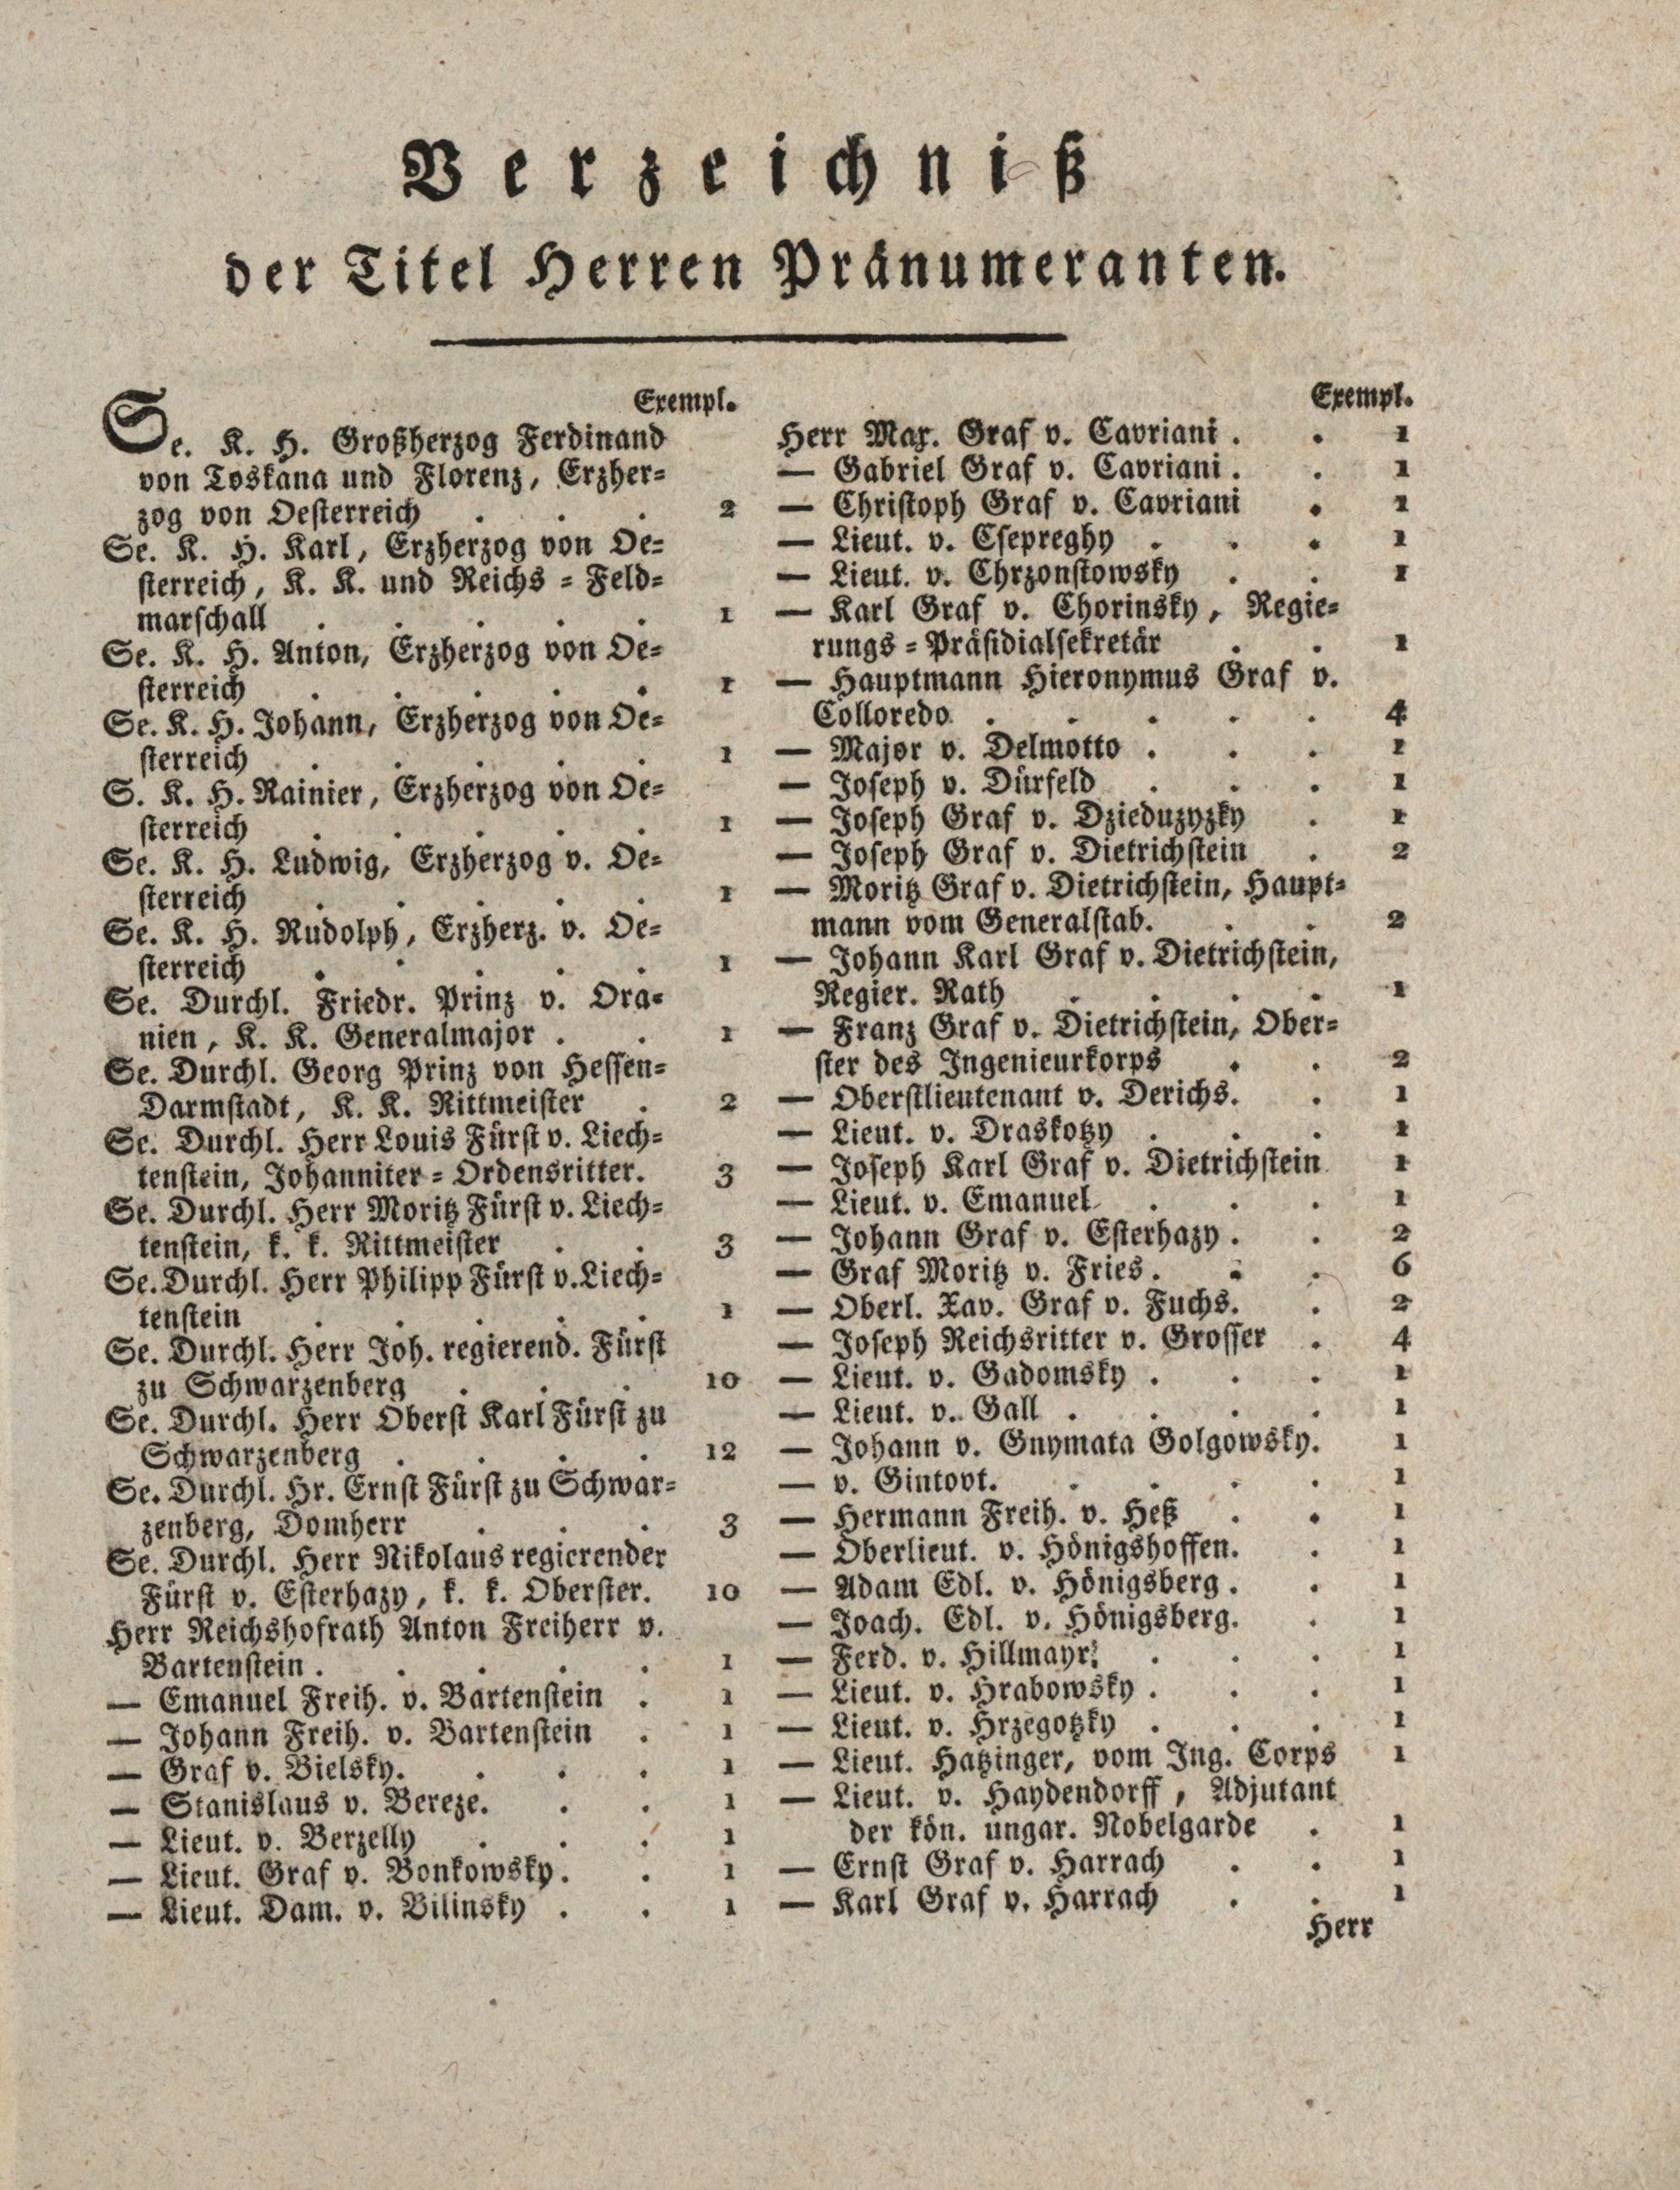 Verzeichniß
der Titel Herren Pränumeranten.
Exempl.
Se. K. H. Großherzog Ferdinand
von Toskana und Florenz, Erzher=
zog von Oesterreich . . . 2
Se. K. H. Karl, Erzherzog von Oe=
sterreich, K. K. und Reichs = Feld=
marschall . . . . . 1
Se. K. H. Anton, Erzherzog von Oe=
sterreich . . . . . 1
Se. K. H. Johann, Erzherzog von Oe=
sterreich . . . . . 1
S. K. H. Rainier, Erzherzog von Oe=
sterreich . . . . . 1
Se. K. H. Ludwig, Erzherzog v. Oe=
sterreich . . . . . 1
Se. K. H. Rudolph, Erzherz. v. Oe=
sterreich . . . . . 1
Se. Durchl. Friedr. Prinz v. Ora=
nien, K. K. Generalmajor . . 1
Se. Durchl. Georg Prinz von Hessen=
Darmstadt, K. K. Rittmeister . 2
Se. Durchl. Herr Louis Fürst v. Liech=
tenstein, Johanniter = Ordensritter. 3
Se. Durchl. Herr Moritz Fürst v. Liech=
tenstein, k. k. Rittmeister . . 3
Se. Durchl. Herr Philipp Fürst v. Liech=
tenstein . . . . . 1
Se. Durchl. Herr Joh. regierend. Fürst
zu Schwarzenberg . . . 10
Se. Durchl. Herr Oberst Karl Fürst zu
Schwarzenberg . . . . 12
Se. Durchl. Hr. Ernst Fürst zu Schwar=
zenberg, Domherr . . . 3
Se. Durchl. Herr Nikolaus regierender
Fürst v. Esterhazy, k. k. Oberster. 10
Herr Reichshofrath Anton Freiherr v.
Bartenstein . . . . . 1
— Emanuel Freih. v. Bartenstein . 1
— Johann Freih. v. Bartenstein . 1
— Graf v. Bielsky. . . . 1
— Stanislaus v. Bereze. . . 1
— Lieut. v. Berzelly . . . 1
— Lieut. Graf v. Bonkowsky. . 1
— Lieut. Dam. v. Bilinsky . . 1
Exempl.
Herr Max. Graf v. Cavriani . . 1
— Gabriel Graf v. Cavriani . . 1
— Christoph Graf v. Cavriani . 1
— Lieut. v. Csepreghy . . . 1
— Lieut. v. Chrzonstowsky . . 1
— Karl Graf v. Chorinsky, Regie=
rungs = Präsidialsekretär . . 1
— Hauptmann Hieronymus Graf v.
Colloredo . . . . . 4
— Major v. Delmotto . . . 1
— Joseph v. Dürfeld . . . 1
— Joseph Graf v. Dzieduzyzky . 1
— Joseph Graf v. Dietrichstein . 2
— Moritz Graf v. Dietrichstein, Haupt=
mann vom Generalstab. . . 2
— Johann Karl Graf v. Dietrichstein,
Regier. Rath . . . . 1
— Franz Graf v. Dietrichstein, Ober=
ster des Ingenieurkorps . . 2
— Oberstlieutenant v. Derichs. . 1
— Lieut. v. Draskotzy . . . 1
— Joseph Karl Graf v. Dietrichstein 1
— Lieut. v. Emanuel . . . 1
— Johann Graf v. Esterhazy . . 2
— Graf Moritz v. Fries. . . 6
— Oberl. Xav. Graf v. Fuchs. . 2
— Joseph Reichsritter v. Grosser . 4
— Lieut. v. Gadomsky . . . 1
— Lieut. v. Gall . . . . 1
— Johann v. Gnymata Golgowsky. 1
— v. Gintovt. . . . . 1
— Hermann Freih. v. Heß . . 1
— Oberlieut. v. Hönigshoffen. . 1
— Adam Edl. v. Hönigsberg . . 1
— Joach. Edl. v. Hönigsberg. . 1
— Ferd. v. Hillmayr. . . . 1
— Lieut. v. Hrabowsky . . . 1
— Lieut. v. Hrzegotzky . . . 1
— Lieut. Hatzinger, vom Ing. Corps 1
— Lieut. v. Haydendorff, Adjutant
der kön. ungar. Nobelgarde . 1
— Ernst Graf v. Harrach . . 1
— Karl Graf v. Harrach . . 1
Herr